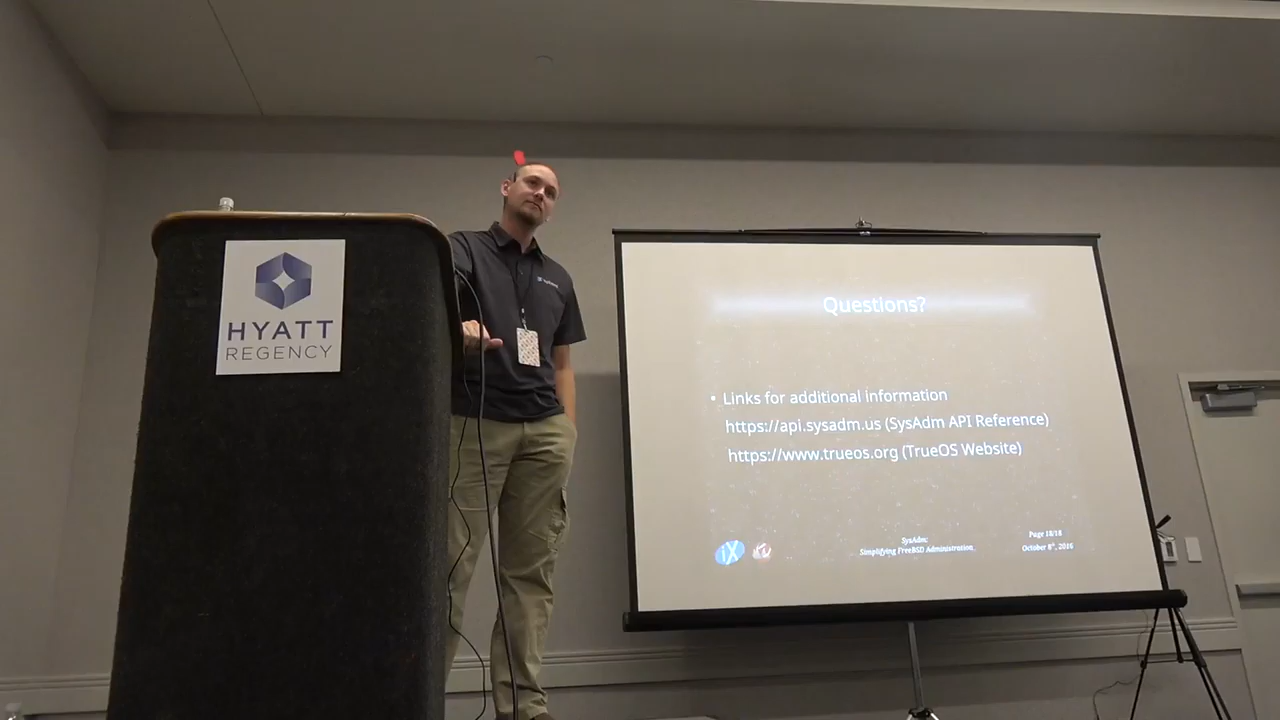 HYATT
REGENCY
Questions?
• Links for additional information
https://api.sysadm.us (SysAdm API Reference)
https://www.trueos.org (TrueOS Website)
iX
SysAdm:
Simplifying FreeBSD Administration
Page 18/18
October 8th, 2016